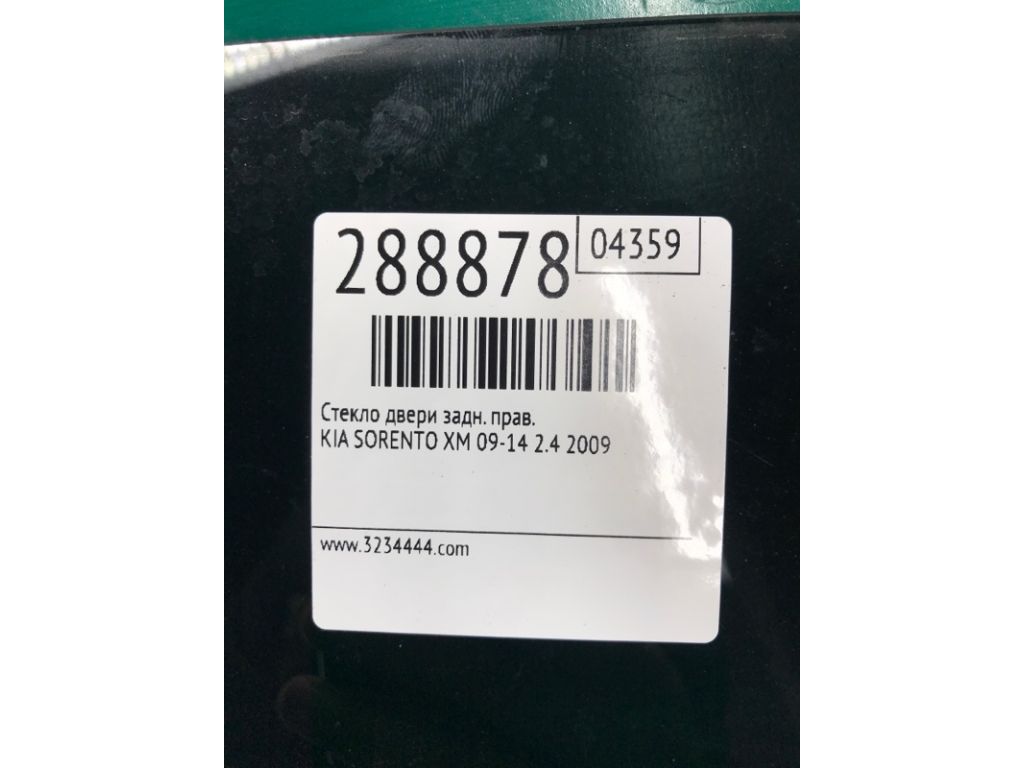 288878
04359
Стекло двери задн. прав.
KIA SORENTO XM 09-14 2.4 2009
www.3234444.com